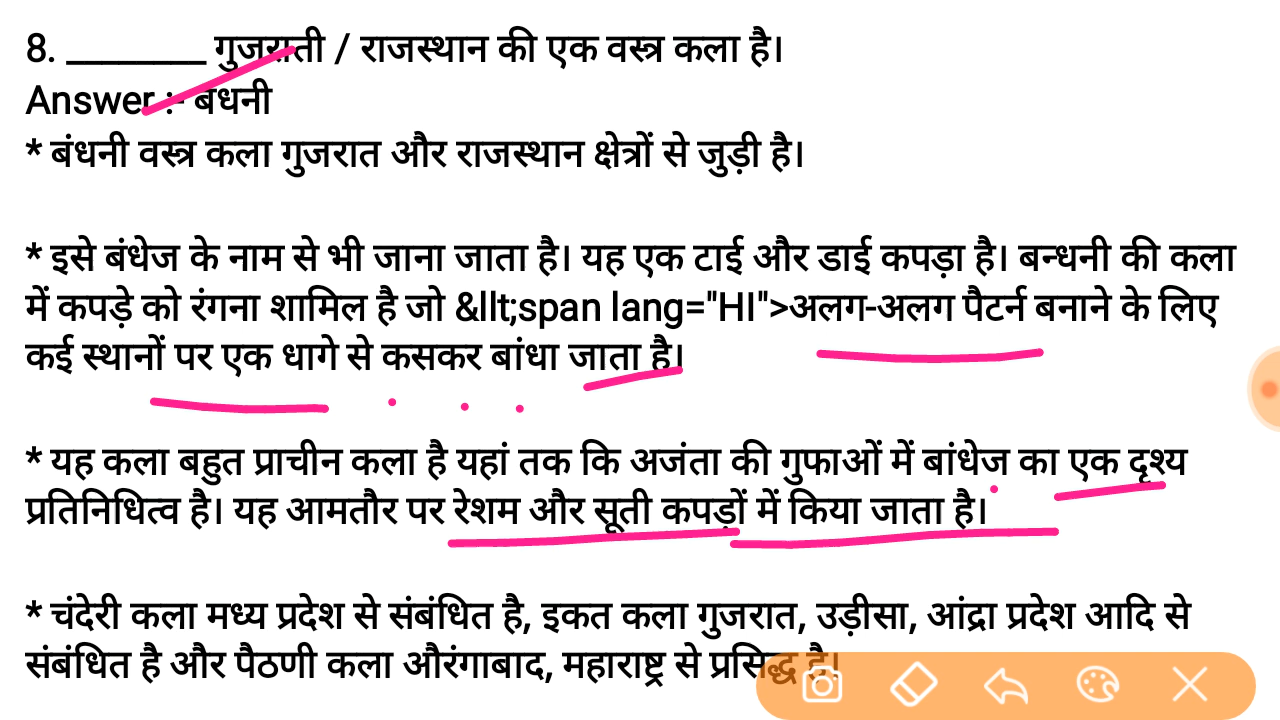 8. ________ गुजराती / राजस्थान की एक वस्त्र कला है।
Answer :- बंधनी
* बंधनी वस्त्र कला गुजरात और राजस्थान क्षेत्रों से जुड़ी है।
* इसे बंधेज के नाम से भी जाना जाता है। यह एक टाई और डाई कपड़ा है। बन्धनी की कला
में कपड़े को रंगना शामिल है जो &llt;span lang="HI">अलग-अलग पैटर्न बनाने के लिए
कई स्थानों पर एक धागे से कसकर बांधा जाता है।
* यह कला बहुत प्राचीन कला है यहां तक कि अजंता की गुफाओं में बांधेज का एक दृश्य
प्रतिनिधित्व है। यह आमतौर पर रेशम और सूती कपड़ों में किया जाता है।
* चंदेरी कला मध्य प्रदेश से संबंधित है, इकत कला गुजरात, उड़ीसा, आंद्रा प्रदेश आदि से
संबंधित है और पैठणी कला औरंगाबाद, महाराष्ट्र से प्रसिद्ध है।